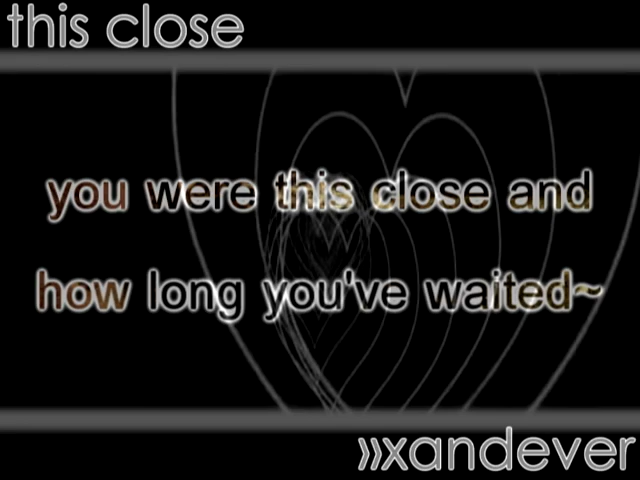 this close
you were this close and
how long you've waited~
»xandever